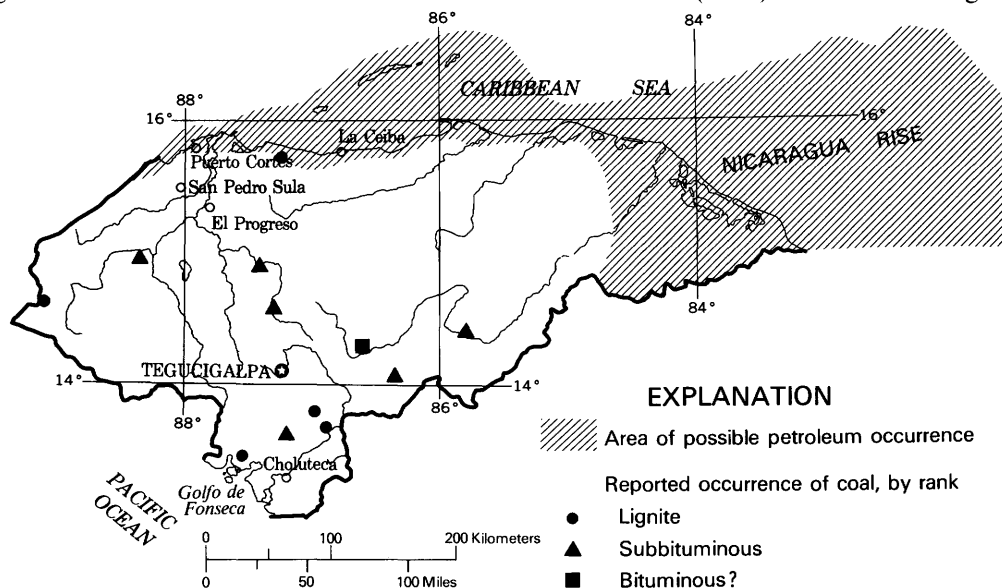 86°
84°
CARIBBEAN SEA
88°
16°
16°
La Ceiba
Puerto Cortes
NICARAGUA RISE
San Pedro Sula
El Progreso
84°
TEGUCIGALPA
14°
14°
86°
88°
EXPLANATION
Area of possible petroleum occurrence
Choluteca
Reported occurrence of coal, by rank
Golfo de
Fonseca
PACIFIC
OCEAN
Lignite
0 100 200 Kilometers
Subbituminous
0 50 100 Miles
Bituminous?